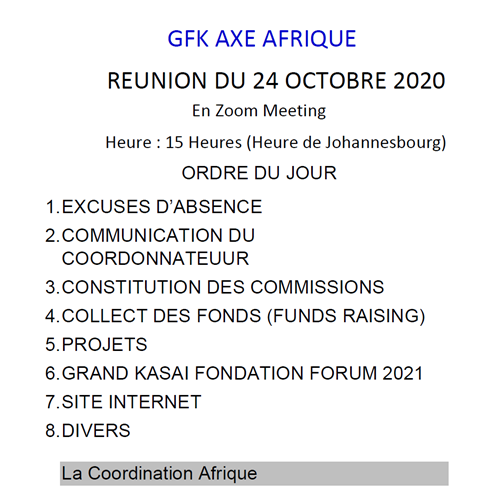 GFK AXE AFRIQUE
REUNION DU 24 OCTOBRE 2020
En Zoom Meeting
Heure : 15 Heures (Heure de Johannesbourg)
ORDRE DU JOUR
1.EXCUSES D’ABSENCE
2.COMMUNICATION DU
COORDONNATEUUR
3.CONSTITUTION DES COMMISSIONS
4.COLLECT DES FONDS (FUNDS RAISING)
5.PROJETS
6.GRAND KASAI FONDATION FORUM 2021
7.SITE INTERNET
8.DIVERS
La Coordination Afrique